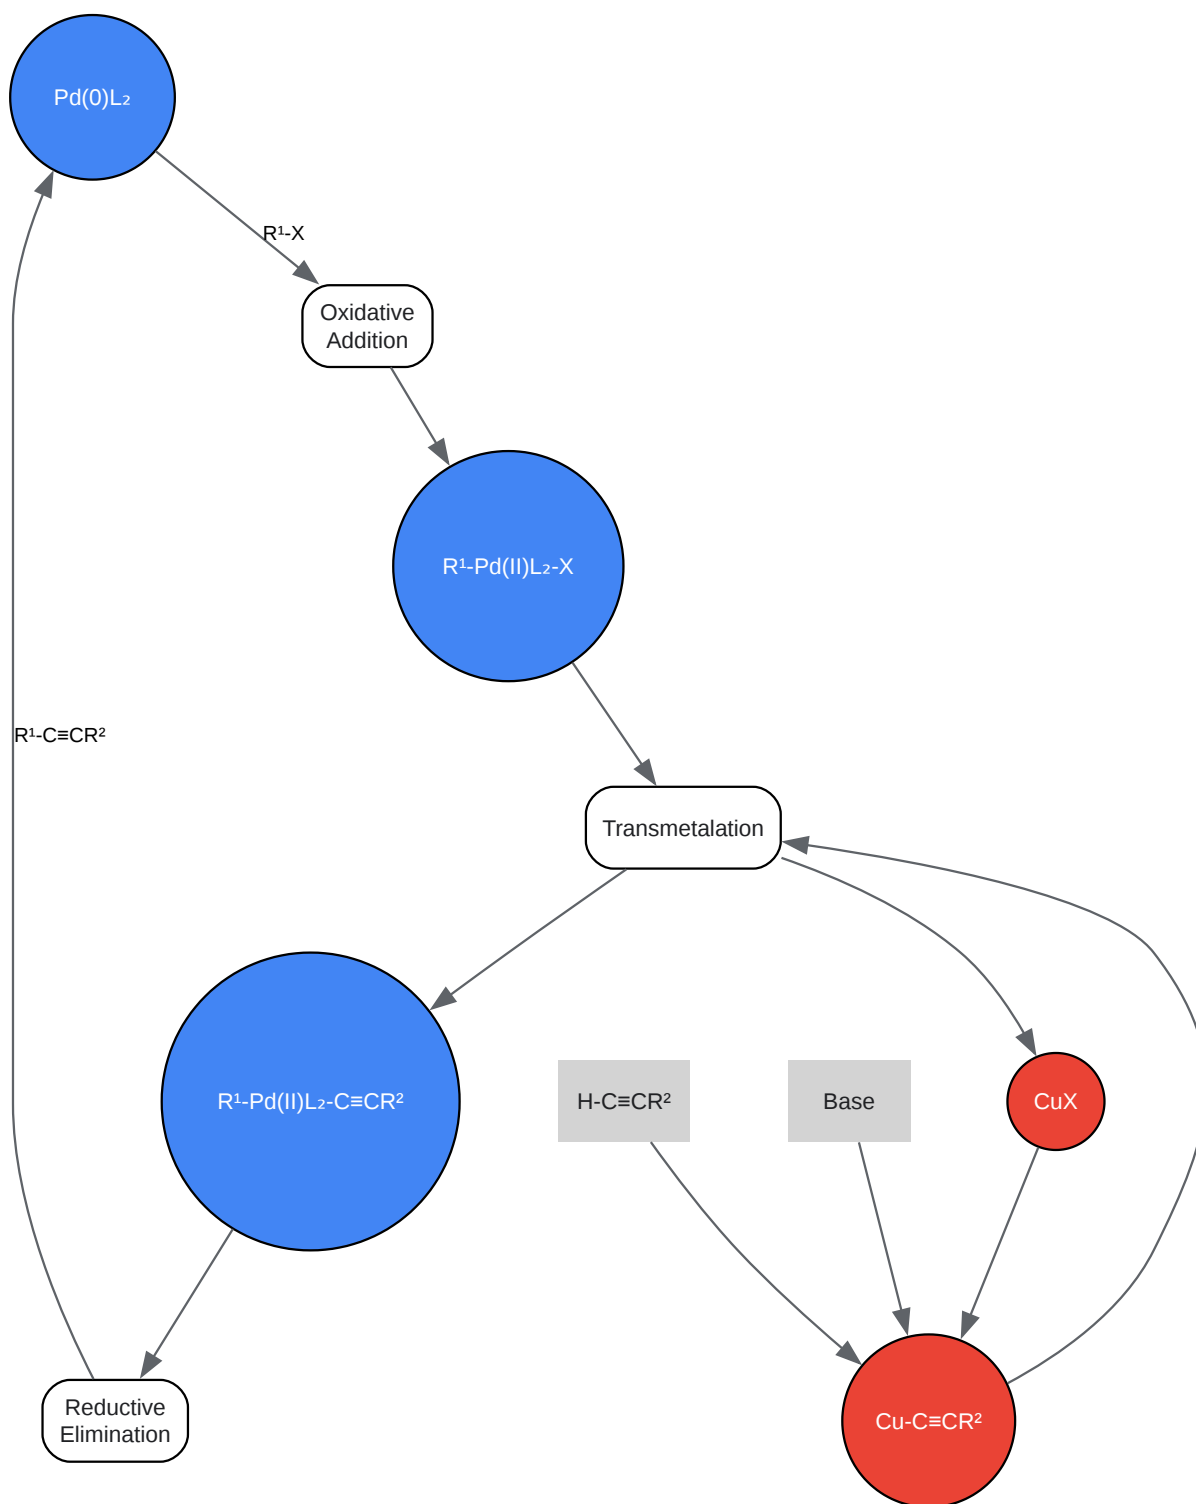 Pd(0)L₂
R¹-X
Oxidative
Addition
R¹-Pd(II)L₂-X
R¹-C≡CR²
Transmetalation
R¹-Pd(II)L₂-C≡CR²
H-C≡CR²
Base
CuX
Reductive
Elimination
Cu-C≡CR²